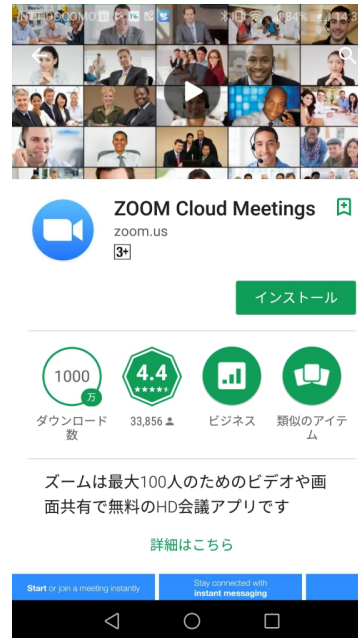 DOCOMO 84% 14:3
ZOOM Cloud Meetings
zoom.us
3+
インストール
1000
万
4.4
ダウンロード
数
33,856
ビジネス
類似のアイテ
ム
ズームは最大100人のためのビデオや画
面共有で無料のHD会議アプリです
詳細はこちら
Start or join a meeting instantly
Stay connected with
instant messaging